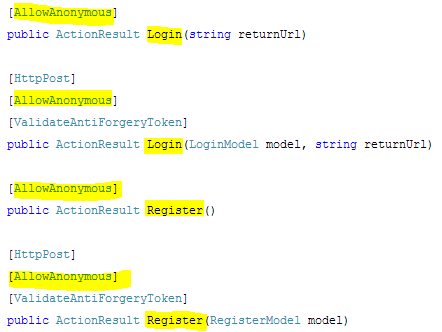 [AllowAnonymous]
public ActionResult Login(string returnUrl)
[HttpPost]
[AllowAnonymous]
[ValidateAntiForgeryToken]
public ActionResult Login(LoginModel model, string returnUrl)
[AllowAnonymous]
public ActionResult Register()
[HttpPost]
[AllowAnonymous]
[ValidateAntiForgeryToken]
public ActionResult Register(RegisterModel model)